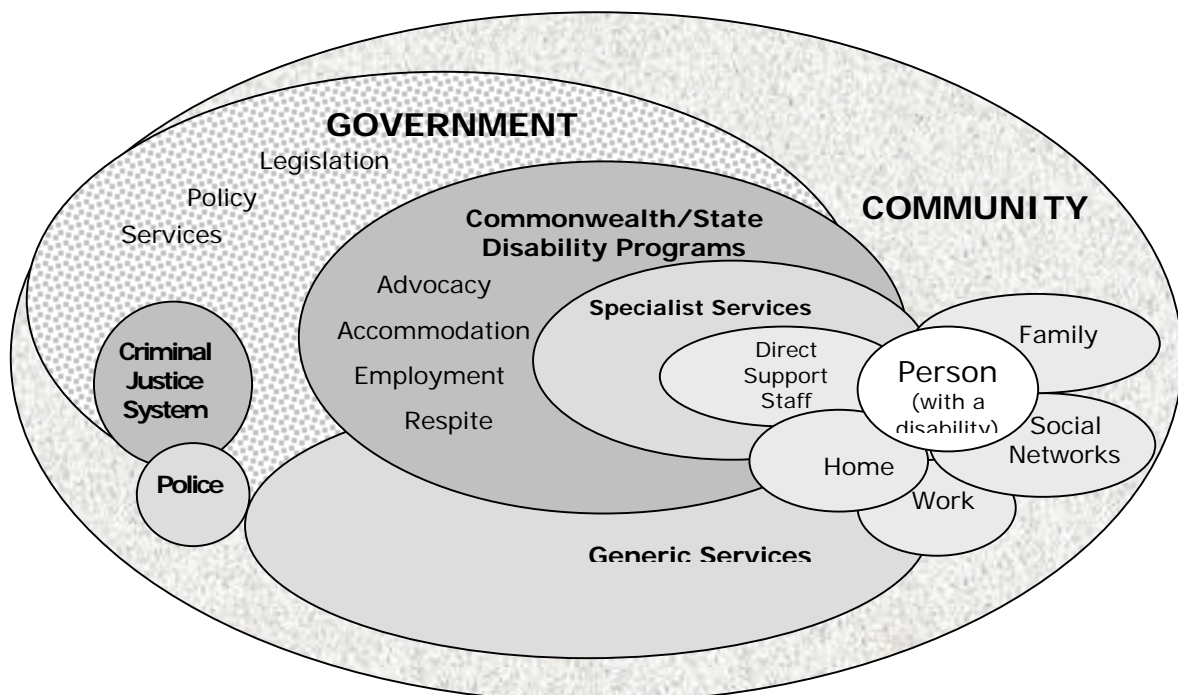 GOVERNMENT
Legislation
Policy
Services
COMMUNITY
Commonwealth/State
Disability Programs
Advocacy
Accommodation
Employment
Respite
Specialist Services
Direct
Support
Staff
Person
(with a
disability)
Family
Social
Networks
Home
Work
Criminal
Justice
System
Police
Generic Services